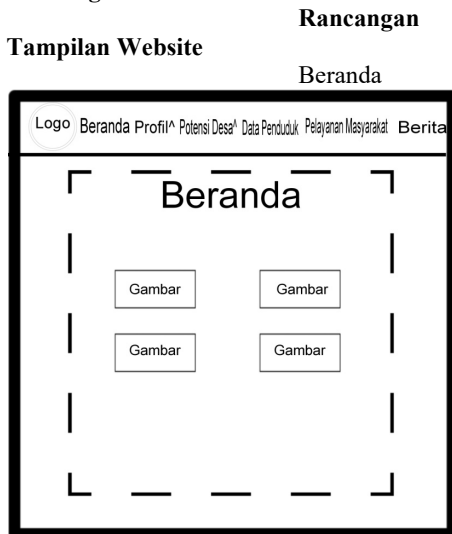 Rancangan
Tampilan Website
Beranda
Logo Beranda Profil^ Potensi Desa^ Data Penduduk Pelayanan Masyarakat Berita
Beranda
Gambar Gambar
Gambar Gambar